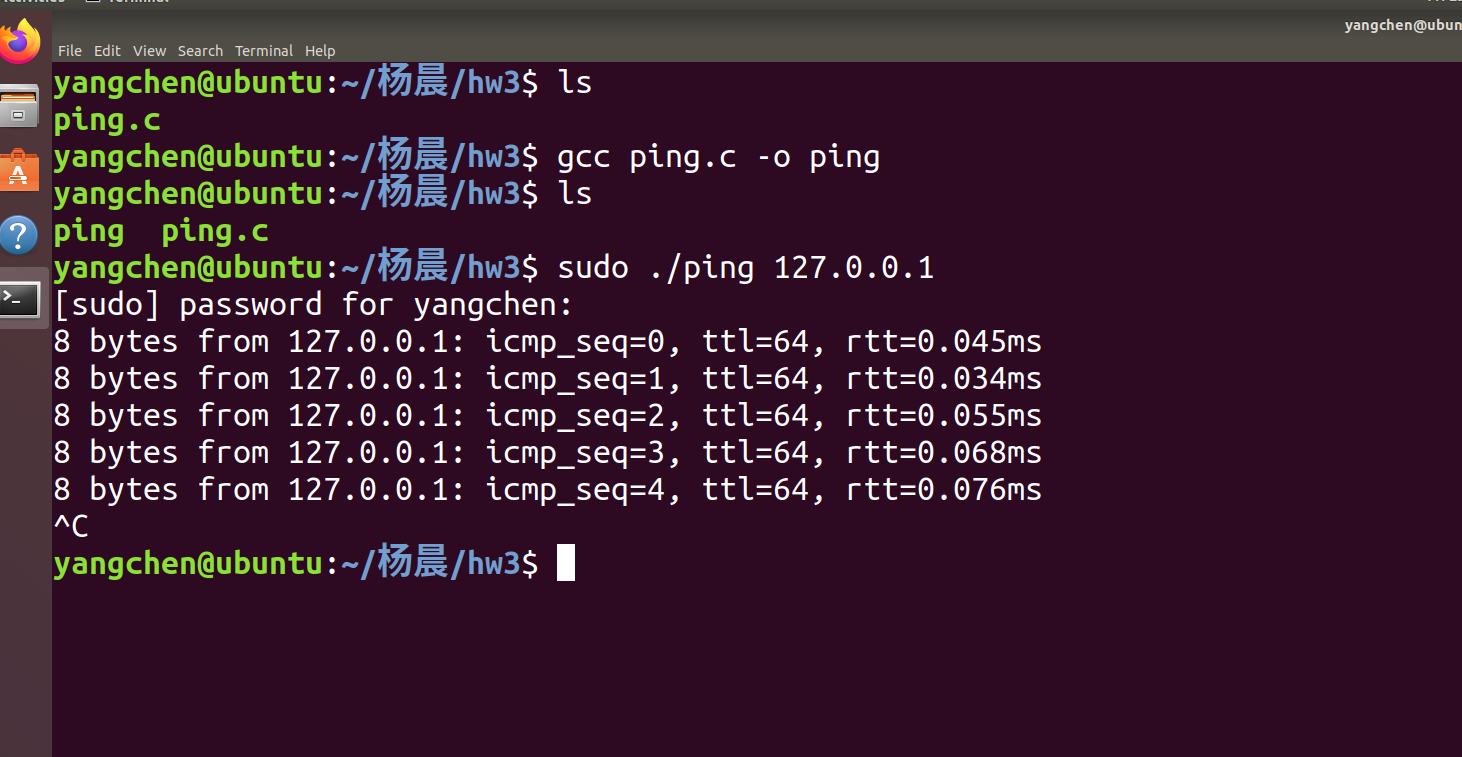 Terminal
yangchen@ubun
File Edit View Search Terminal Help
yangchen@ubuntu:~/杨晨/hw3$ ls
ping.c
yangchen@ubuntu:~/杨晨/hw3$ gcc ping.c -o ping
yangchen@ubuntu:~/杨晨/hw3$ ls
ping  ping.c
yangchen@ubuntu:~/杨晨/hw3$ sudo ./ping 127.0.0.1
[sudo] password for yangchen:
8 bytes from 127.0.0.1: icmp_seq=0, ttl=64, rtt=0.045ms
8 bytes from 127.0.0.1: icmp_seq=1, ttl=64, rtt=0.034ms
8 bytes from 127.0.0.1: icmp_seq=2, ttl=64, rtt=0.055ms
8 bytes from 127.0.0.1: icmp_seq=3, ttl=64, rtt=0.068ms
8 bytes from 127.0.0.1: icmp_seq=4, ttl=64, rtt=0.076ms
^C
yangchen@ubuntu:~/杨晨/hw3$